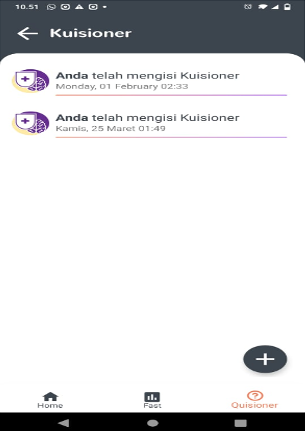 10.51
Kuisioner
Anda telah mengisi Kuisioner
Monday, 01 February 02:33
Anda telah mengisi Kuisioner
Kamis, 25 Maret 01:49
Home
Fast
Quisioner